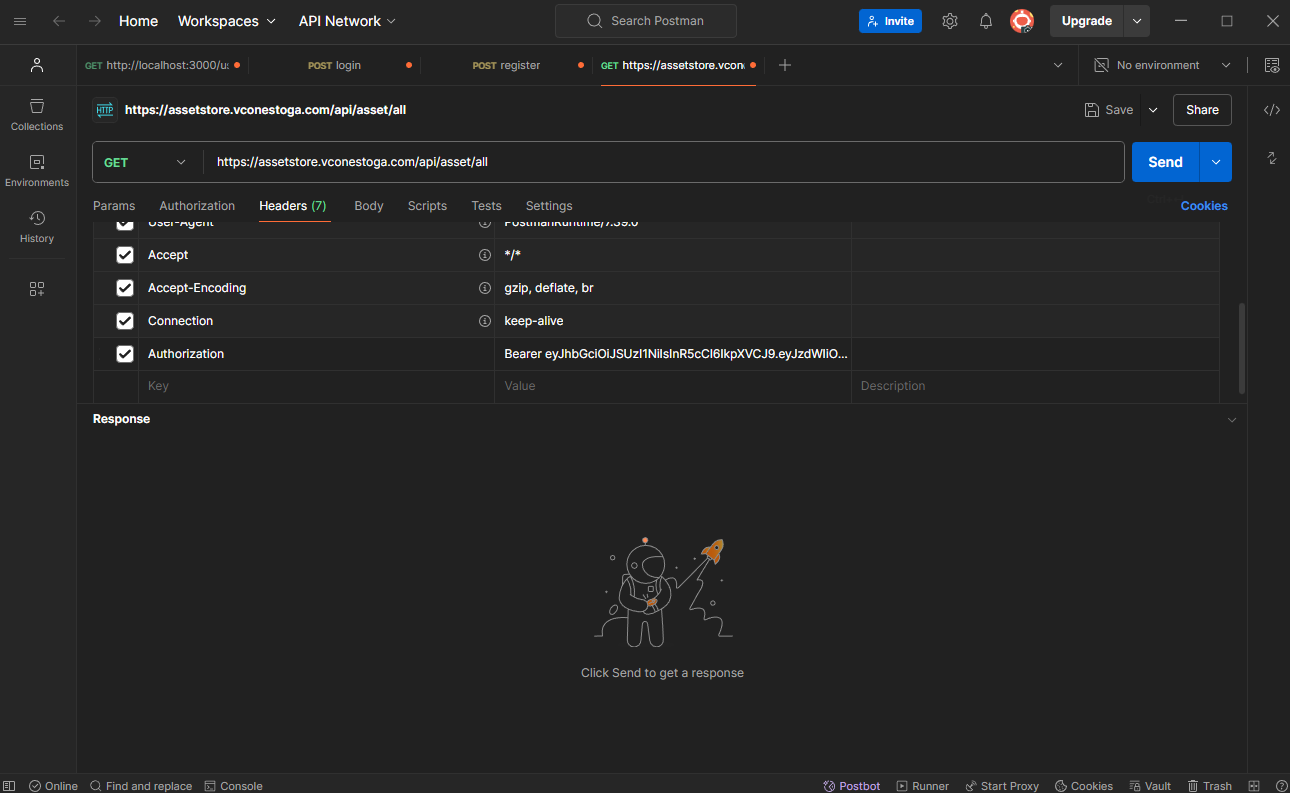 Home Workspaces API Network Search Postman Invite Upgrade
GET http://localhost:3000/u POST login POST register GET https://assetstore.vcon No environment
HTTP https://assetstore.vconestoga.com/api/asset/all Save Share
Collections
GET https://assetstore.vconestoga.com/api/asset/all Send
Environments
Params Authorization Headers (7) Body Scripts Tests Settings Cookies
User-Agent PostmanRuntime/7.39.0
History
Accept */*
Accept-Encoding gzip, deflate, br
Connection keep-alive
Authorization Bearer eyJhbGciOiJSUzI1NiIsInR5cCI6IkpXVCJ9.eyJzdWIiO...
Key Value Description
Response
Click Send to get a response
Online Find and replace Console Postbot Runner Start Proxy Cookies Vault Trash